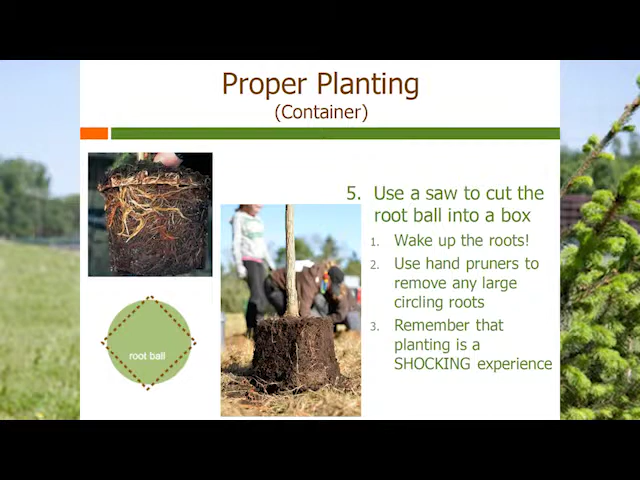 Proper Planting
(Container)
5. Use a saw to cut the
root ball into a box
1. Wake up the roots!
2. Use hand pruners to
remove any large
circling roots
3. Remember that
planting is a
SHOCKING experience
root ball